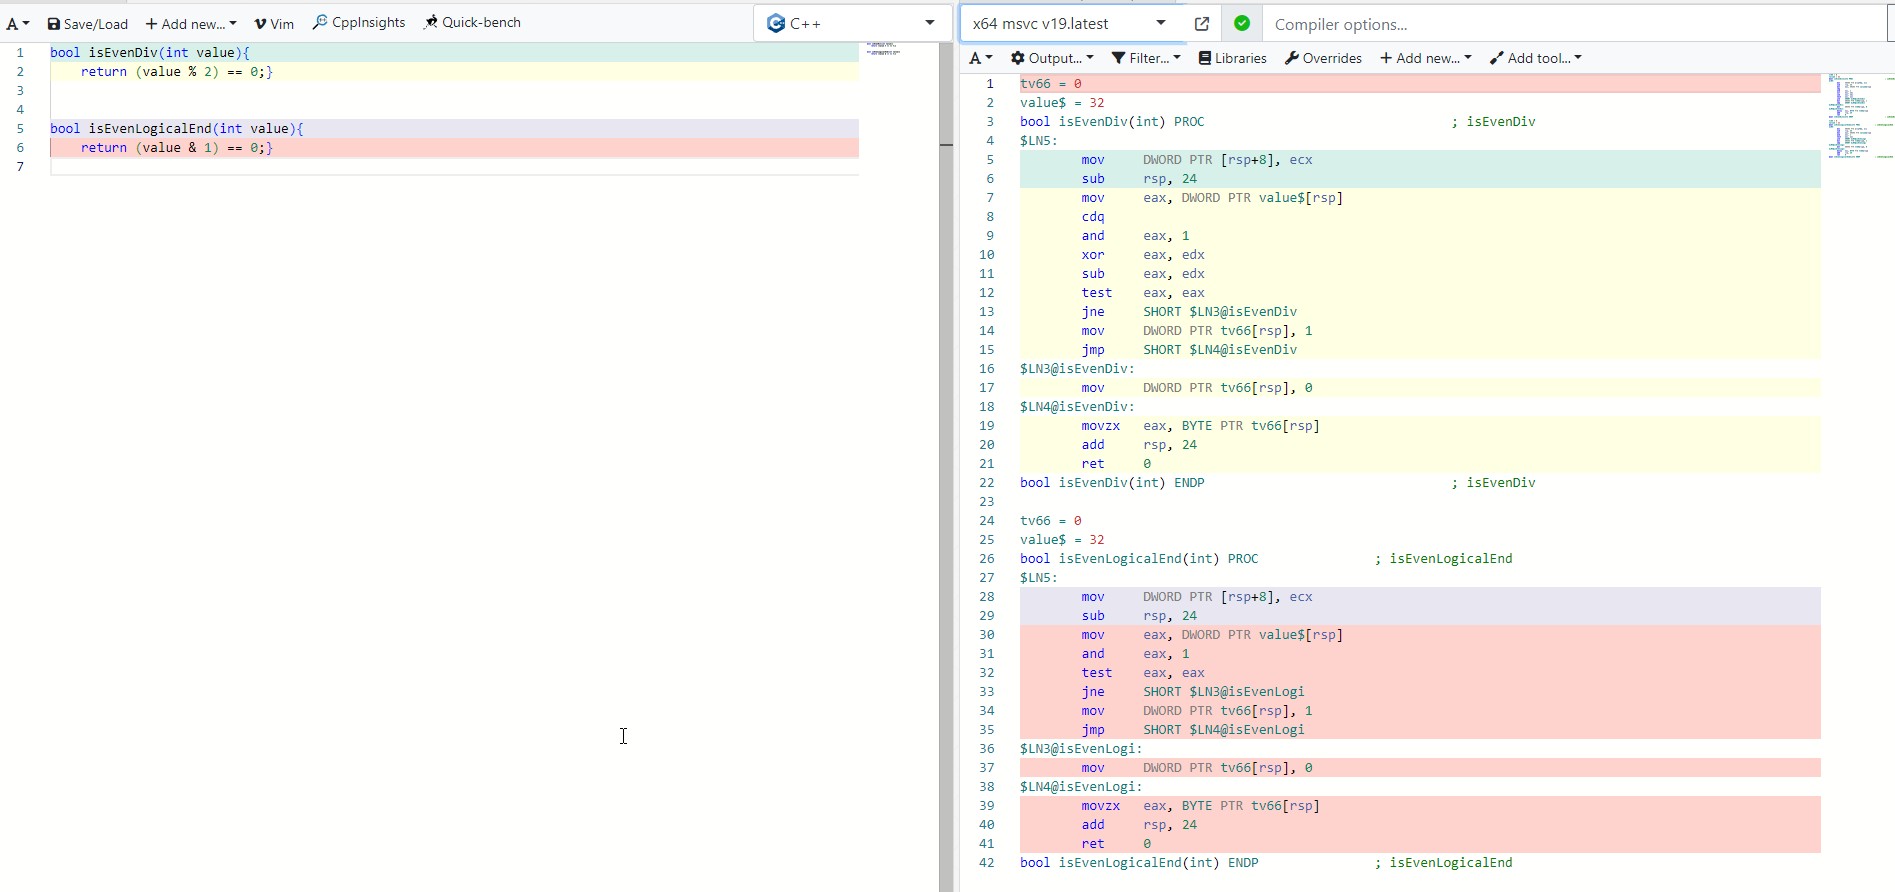 A Save/Load + Add new... Vim CppInsights Quick-bench
C++
1 bool isEvenDiv(int value){
2     return (value % 2) == 0;}
3
4
5 bool isEvenLogicalEnd(int value){
6     return (value & 1) == 0;}
7
x64 msvc v19.latest
Compiler options...
A Output... Filter... Libraries Overrides + Add new... Add tool...
1 tv66 = 0
2 value$ = 32
3 bool isEvenDiv(int) PROC ; isEvenDiv
4 $LN5:
5 mov DWORD PTR [rsp+8], ecx
6 sub rsp, 24
7 mov eax, DWORD PTR value$[rsp]
8 cdq
9 and eax, 1
10 xor eax, edx
11 sub eax, edx
12 test eax, eax
13 jne SHORT $LN3@isEvenDiv
14 mov DWORD PTR tv66[rsp], 1
15 jmp SHORT $LN4@isEvenDiv
16 $LN3@isEvenDiv:
17 mov DWORD PTR tv66[rsp], 0
18 $LN4@isEvenDiv:
19 movzx eax, BYTE PTR tv66[rsp]
20 add rsp, 24
21 ret 0
22 bool isEvenDiv(int) ENDP ; isEvenDiv
23
24 tv66 = 0
25 value$ = 32
26 bool isEvenLogicalEnd(int) PROC ; isEvenLogicalEnd
27 $LN5:
28 mov DWORD PTR [rsp+8], ecx
29 sub rsp, 24
30 mov eax, DWORD PTR value$[rsp]
31 and eax, 1
32 test eax, eax
33 jne SHORT $LN3@isEvenLogi
34 mov DWORD PTR tv66[rsp], 1
35 jmp SHORT $LN4@isEvenLogi
36 $LN3@isEvenLogi:
37 mov DWORD PTR tv66[rsp], 0
38 $LN4@isEvenLogi:
39 movzx eax, BYTE PTR tv66[rsp]
40 add rsp, 24
41 ret 0
42 bool isEvenLogicalEnd(int) ENDP ; isEvenLogicalEnd